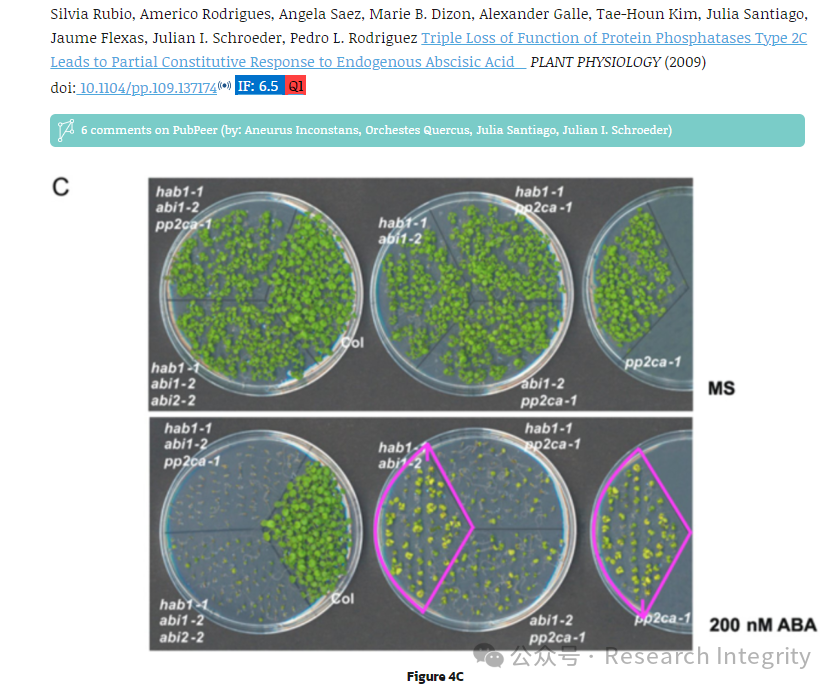 Silvia Rubio, Americo Rodrigues, Angela Saez, Marie B. Dizon, Alexander Galle, Tae-Houn Kim, Julia Santiago,
Jaume Flexas, Julian I. Schroeder, Pedro L. Rodriguez Triple Loss of Function of Protein Phosphatases Type 2C
Leads to Partial Constitutive Response to Endogenous Abscisic Acid PLANT PHYSIOLOGY (2009)
doi: 10.1104/pp.109.137174 IF: 6.5 Q1
6 comments on PubPeer (by: Aneurus Inconstans, Orchestes Quercus, Julia Santiago, Julian I. Schroeder)
C
hab1-1
abi1-2
pp2ca-1
hab1-1
abi1-2
hab1-1
pp2ca-1
Col
hab1-1
abi1-2
abi2-2
abi1-2
pp2ca-1
pp2ca-1
MS
hab1-1
abi1-2
pp2ca-1
hab1-1
abi1-2
hab1-1
pp2ca-1
Col
hab1-1
abi1-2
abi2-2
abi1-2
pp2ca-1
pp2ca-1
200 nM ABA
公众号 · Research Integrity
Figure 4C